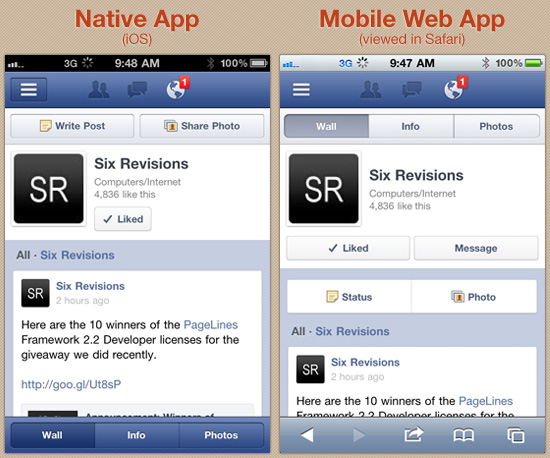 Native App
(iOS)
3G 9:48 AM 100%
1
Write Post Share Photo
SR
Six Revisions
Computers/Internet
4,836 like this
Liked
All · Six Revisions
SR
Six Revisions
2 hours ago
Here are the 10 winners of the PageLines
Framework 2.2 Developer licenses for the
giveaway we did recently.
http://goo.gl/Ut8sP
Announcement: Winners of
Wall Info Photos
Mobile Web App
(viewed in Safari)
3G 9:47 AM 100%
1
Wall Info Photos
SR
Six Revisions
Computers/Internet
4,836 like this
Liked Message
Status Photo
All · Six Revisions
SR
Six Revisions
2 hours ago
Here are the 10 winners of the PageLines
Framework 2.2 Developer licenses for the